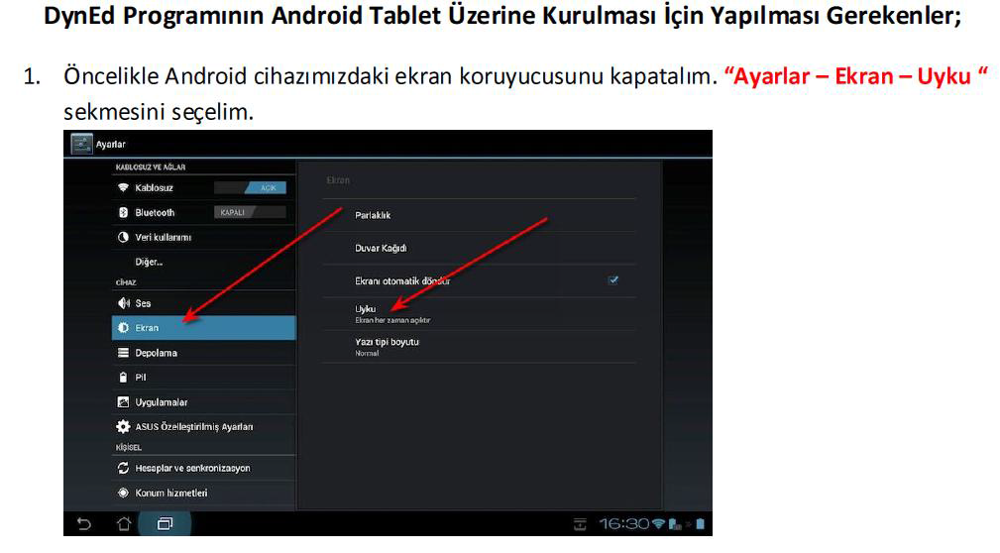 DynEd Programının Android Tablet Üzerine Kurulması İçin Yapılması Gerekenler;
1. Öncelikle Android cihazımızdaki ekran koruyucusunu kapatalım. “Ayarlar – Ekran – Uyku “
sekmesini seçelim.
Ayarlar
KABLOSUZ VE AĞLAR
Kablosuz AÇIK
Bluetooth KAPALI
Veri kullanımı
Diğer...
CİHAZ
Ses
Ekran
Depolama
Pil
Uygulamalar
ASUS Özelleştirilmiş Ayarları
KİŞİSEL
Hesaplar ve senkronizasyon
Konum hizmetleri
Ekran
Parlaklık
Duvar Kağıdı
Ekranı otomatik döndür
Uyku
Ekran her zaman açıktır
Yazı tipi boyutu
Normal
16:30